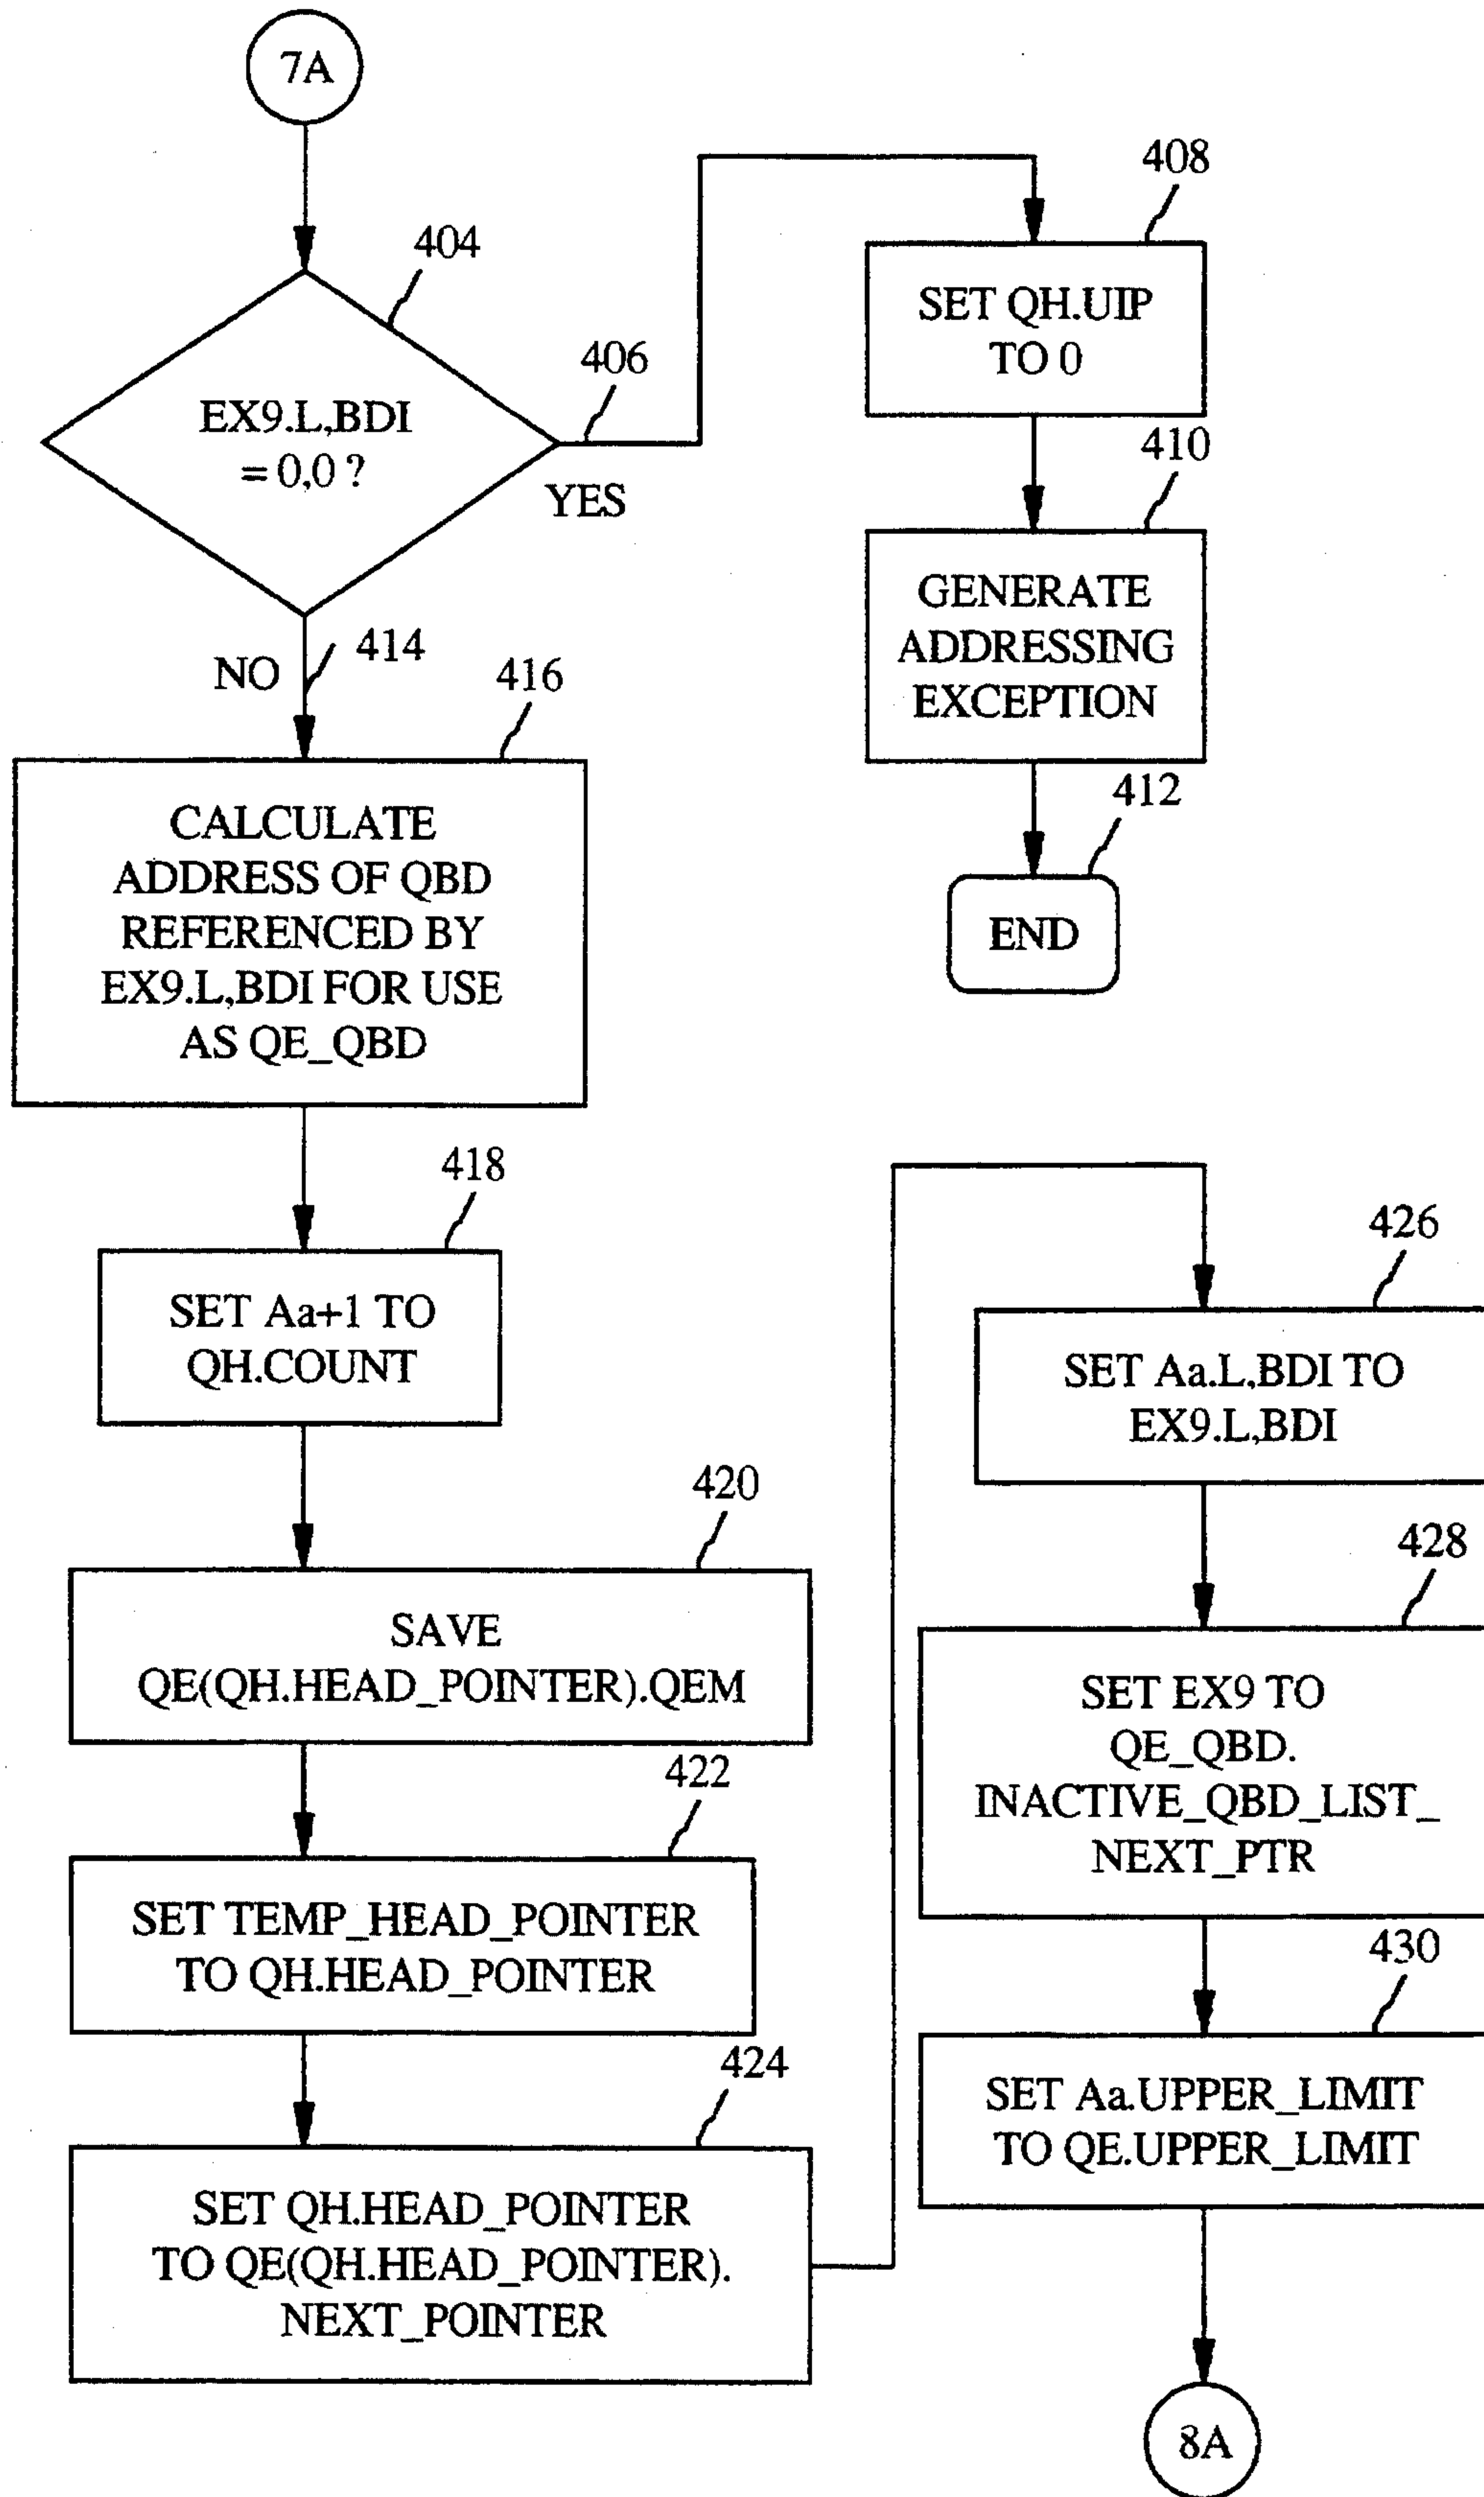 7A
404
EX9.L,BDI
= 0,0 ?
406
YES
408
SET QH.UIP
TO 0
410
GENERATE
ADDRESSING
EXCEPTION
412
END
NO
414
416
CALCULATE
ADDRESS OF QBD
REFERENCED BY
EX9.L,BDI FOR USE
AS QE_QBD
418
SET Aa+1 TO
QH.COUNT
420
SAVE
QE(QH.HEAD_POINTER).QEM
422
SET TEMP_HEAD_POINTER
TO QH.HEAD_POINTER
424
SET QH.HEAD_POINTER
TO QE(QH.HEAD_POINTER).
NEXT_POINTER
426
SET Aa.L,BDI TO
EX9.L,BDI
428
SET EX9 TO
QE_QBD.
INACTIVE_QBD_LIST_
NEXT_PTR
430
SET Aa.UPPER_LIMIT
TO QE.UPPER_LIMIT
8A